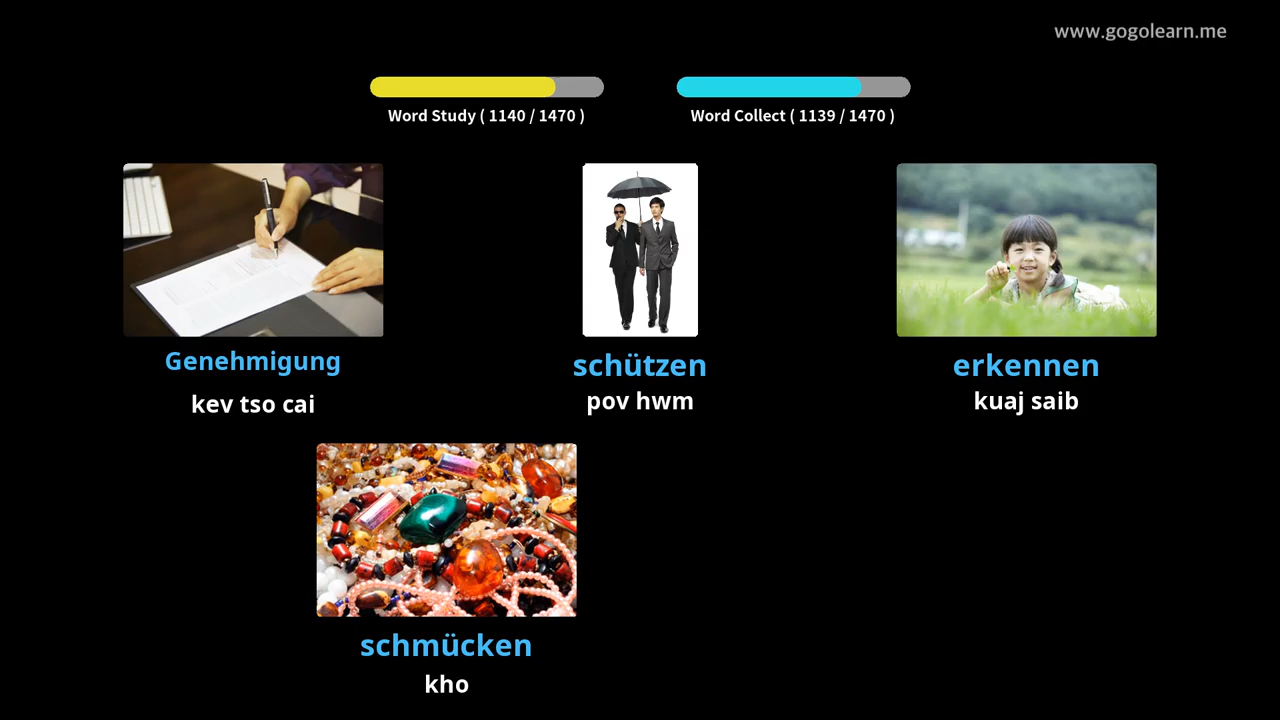 www.gogolearn.me
Word Study ( 1140 / 1470 )
Word Collect ( 1139 / 1470 )
Genehmigung
kev tso cai
schützen
pov hwm
erkennen
kuaj saib
schmücken
kho